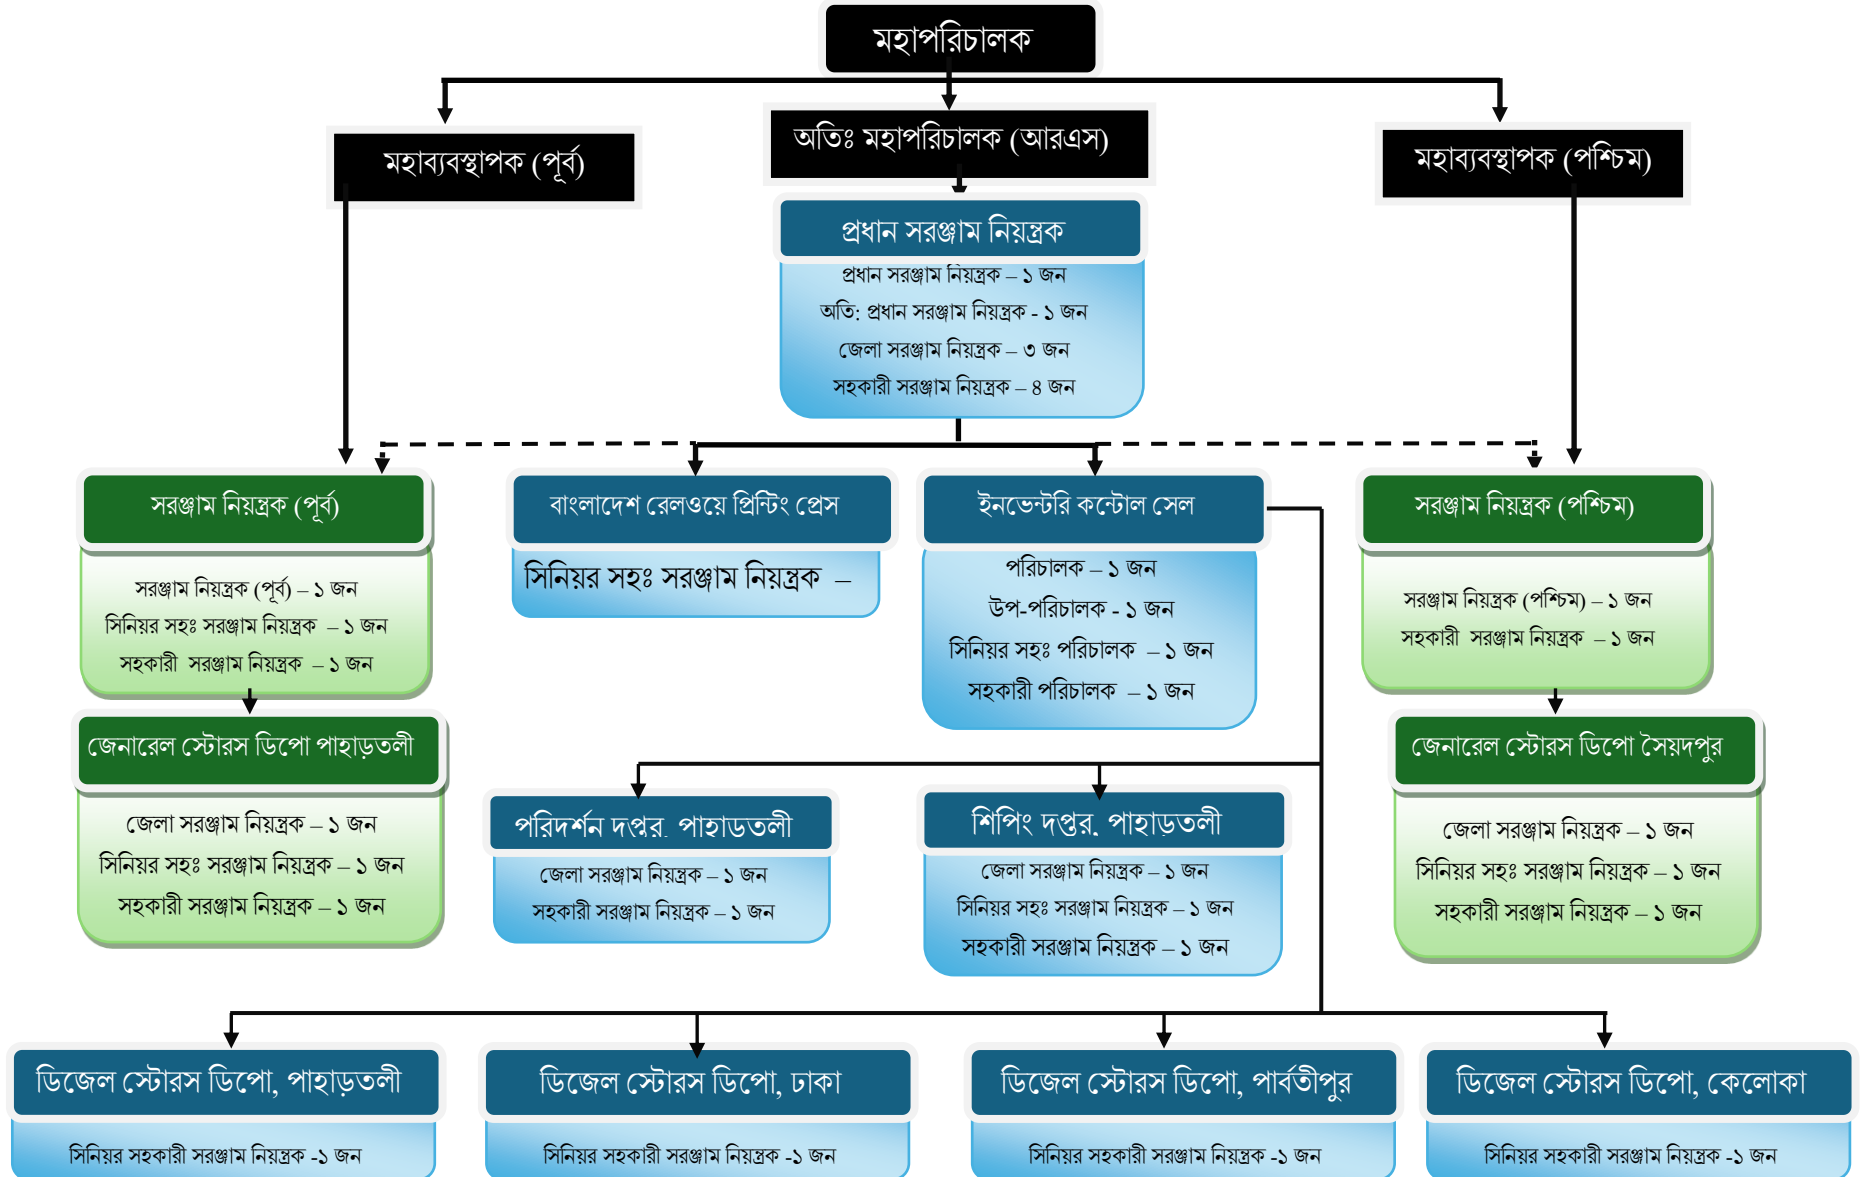 মহাপরিচালক
মহাব্যবস্থাপক (পূর্ব)
অতিঃ মহাপরিচালক (আরএস)
মহাব্যবস্থাপক (পশ্চিম)
প্রধান সরঞ্জাম নিয়ন্ত্রক
প্রধান সরঞ্জাম নিয়ন্ত্রক – ১ জন
অতি: প্রধান সরঞ্জাম নিয়ন্ত্রক - ১ জন
জেলা সরঞ্জাম নিয়ন্ত্রক – ৩ জন
সহকারী সরঞ্জাম নিয়ন্ত্রক – ৪ জন
সরঞ্জাম নিয়ন্ত্রক (পূর্ব)
সরঞ্জাম নিয়ন্ত্রক (পূর্ব) – ১ জন
সিনিয়র সহঃ সরঞ্জাম নিয়ন্ত্রক – ১ জন
সহকারী সরঞ্জাম নিয়ন্ত্রক – ১ জন
বাংলাদেশ রেলওয়ে প্রিন্টিং প্রেস
সিনিয়র সহঃ সরঞ্জাম নিয়ন্ত্রক –
ইনভেন্টরি কন্টোল সেল
পরিচালক – ১ জন
উপ-পরিচালক - ১ জন
সিনিয়র সহঃ পরিচালক – ১ জন
সহকারী পরিচালক – ১ জন
সরঞ্জাম নিয়ন্ত্রক (পশ্চিম)
সরঞ্জাম নিয়ন্ত্রক (পশ্চিম) – ১ জন
সহকারী সরঞ্জাম নিয়ন্ত্রক – ১ জন
জেনারেল স্টোরস ডিপো পাহাড়তলী
জেলা সরঞ্জাম নিয়ন্ত্রক – ১ জন
সিনিয়র সহঃ সরঞ্জাম নিয়ন্ত্রক – ১ জন
সহকারী সরঞ্জাম নিয়ন্ত্রক – ১ জন
পরিদর্শন দপ্তর, পাহাড়তলী
জেলা সরঞ্জাম নিয়ন্ত্রক – ১ জন
সহকারী সরঞ্জাম নিয়ন্ত্রক – ১ জন
শিপিং দপ্তর, পাহাড়তলী
জেলা সরঞ্জাম নিয়ন্ত্রক – ১ জন
সিনিয়র সহঃ সরঞ্জাম নিয়ন্ত্রক – ১ জন
সহকারী সরঞ্জাম নিয়ন্ত্রক – ১ জন
জেনারেল স্টোরস ডিপো সৈয়দপুর
জেলা সরঞ্জাম নিয়ন্ত্রক – ১ জন
সিনিয়র সহঃ সরঞ্জাম নিয়ন্ত্রক – ১ জন
সহকারী সরঞ্জাম নিয়ন্ত্রক – ১ জন
ডিজেল স্টোরস ডিপো, পাহাড়তলী
সিনিয়র সহকারী সরঞ্জাম নিয়ন্ত্রক -১ জন
ডিজেল স্টোরস ডিপো, ঢাকা
সিনিয়র সহকারী সরঞ্জাম নিয়ন্ত্রক -১ জন
ডিজেল স্টোরস ডিপো, পার্বতীপুর
সিনিয়র সহকারী সরঞ্জাম নিয়ন্ত্রক -১ জন
ডিজেল স্টোরস ডিপো, কেলোকা
সিনিয়র সহকারী সরঞ্জাম নিয়ন্ত্রক -১ জন